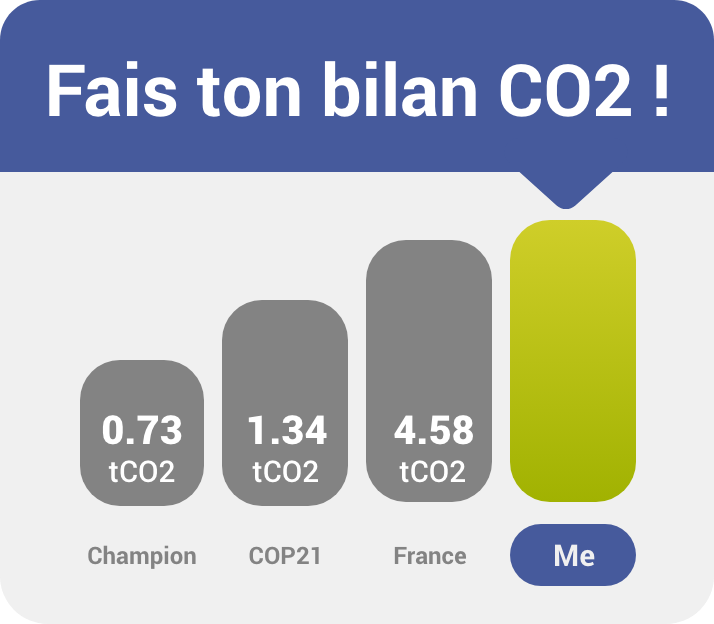 Fais ton bilan CO2 !
0.73 1.34 4.58
tCO2 tCO2 tCO2
Champion COP21 France Me